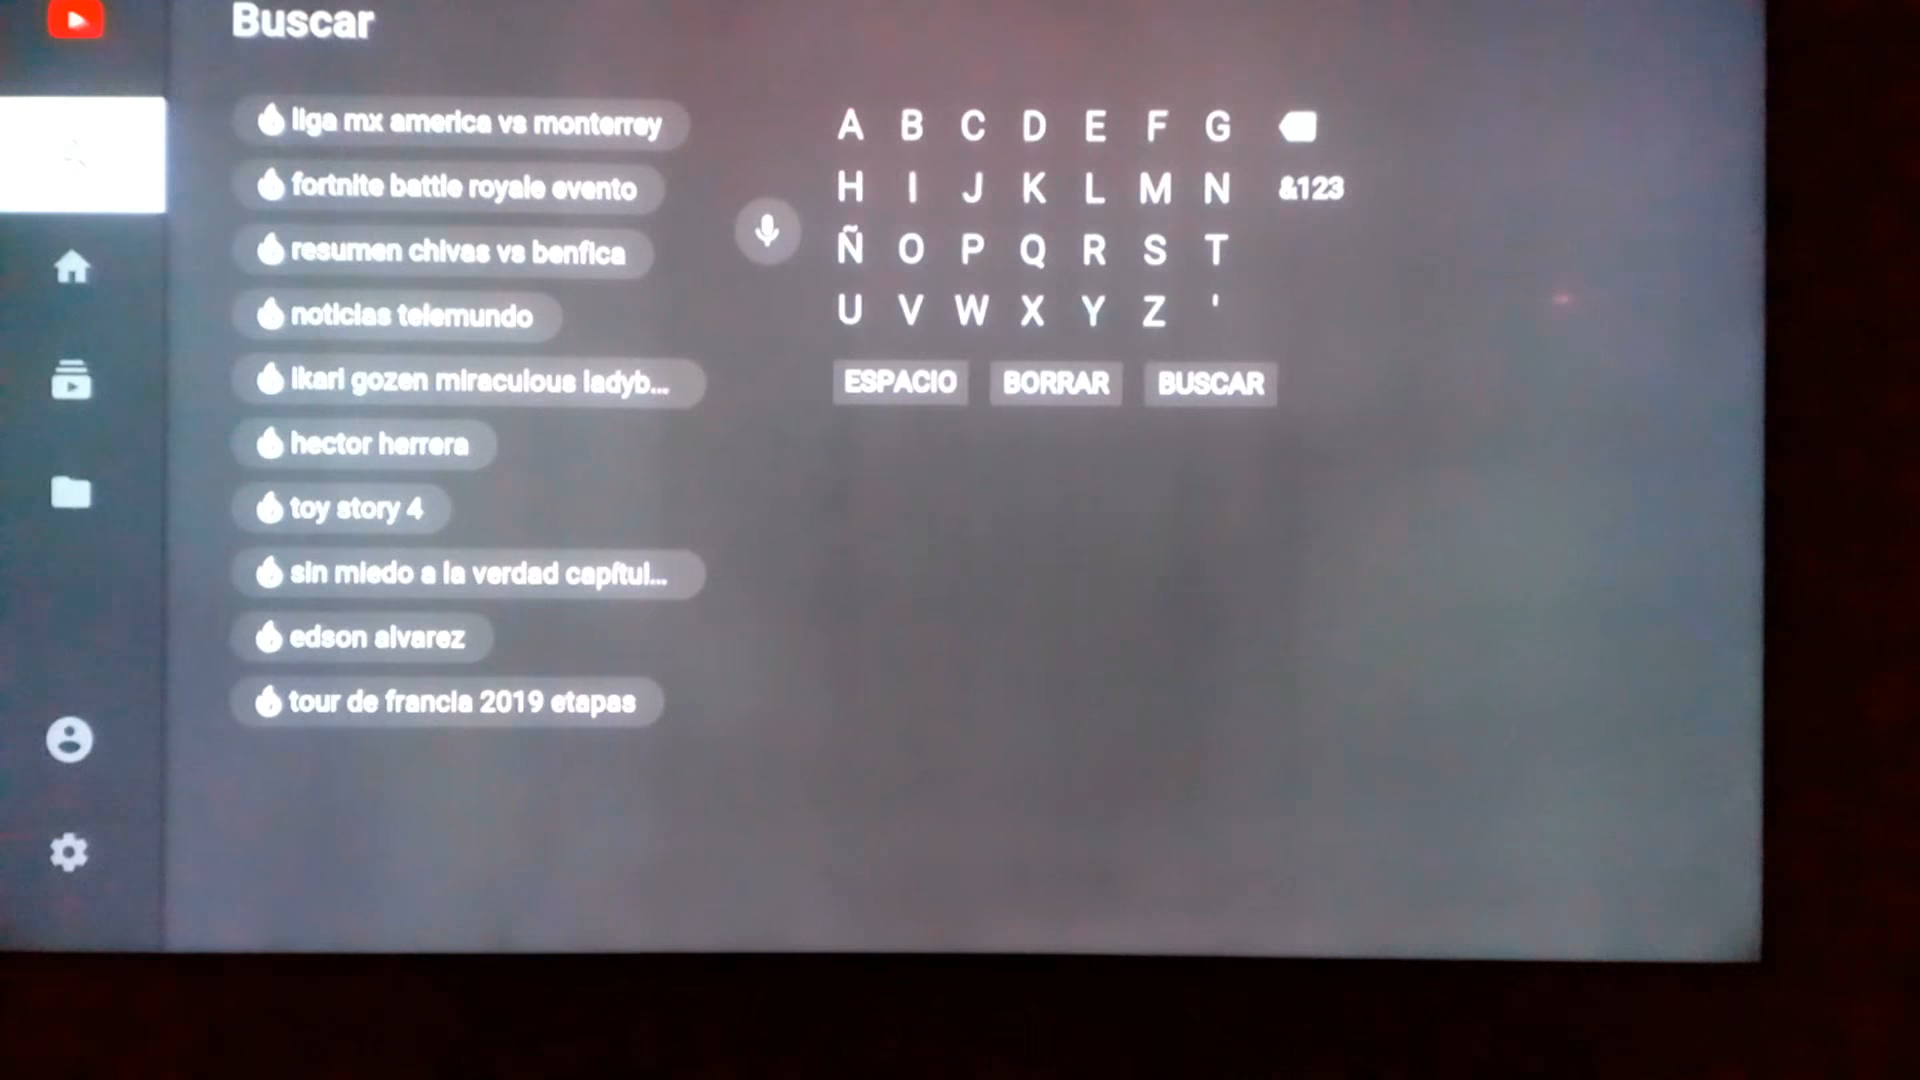 Buscar
liga mx america vs monterrey
fortnite battle royale evento
resumen chivas vs benfica
noticias telemundo
ikari gozen miraculous ladyb...
hector herrera
toy story 4
sin miedo a la verdad capítul...
edson alvarez
tour de francia 2019 etapas
A B C D E F G
H I J K L M N &123
Ñ O P Q R S T
U V W X Y Z '
ESPACIO BORRAR BUSCAR